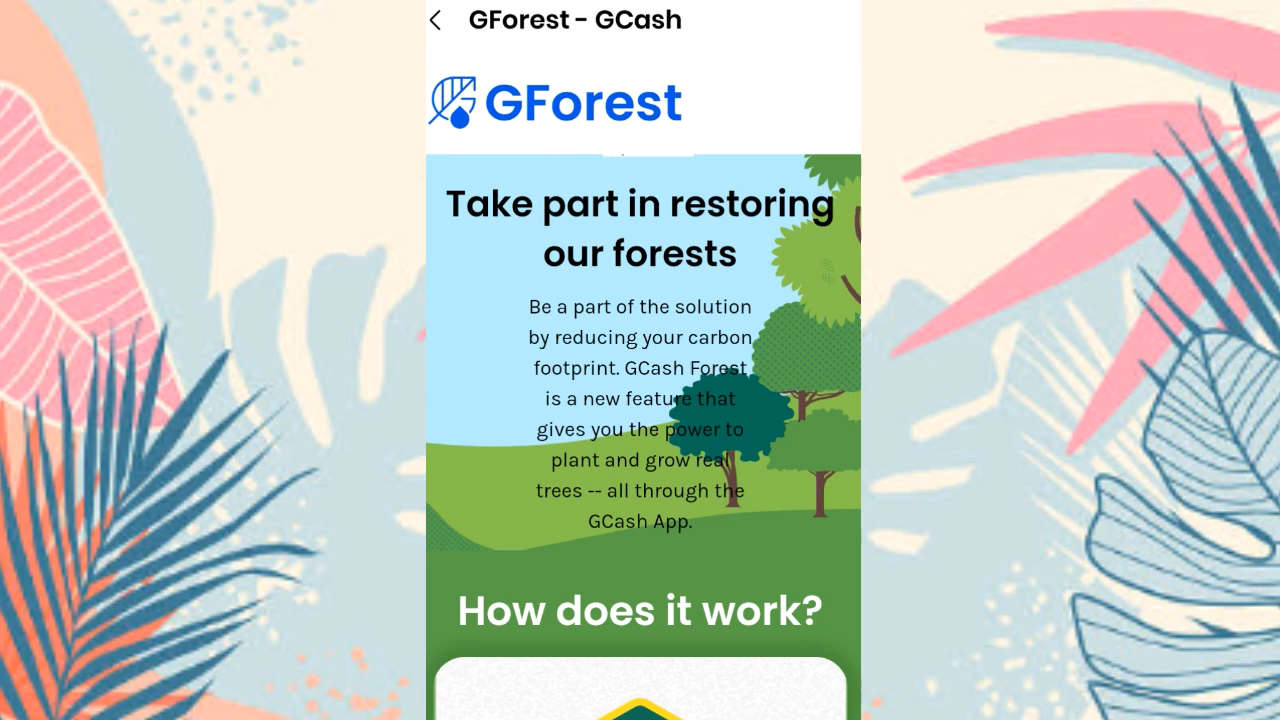 GForest - GCash
GForest
Take part in restoring
our forests
Be a part of the solution
by reducing your carbon
footprint. GCash Forest
is a new feature that
gives you the power to
plant and grow real
trees -- all through the
GCash App.
How does it work?